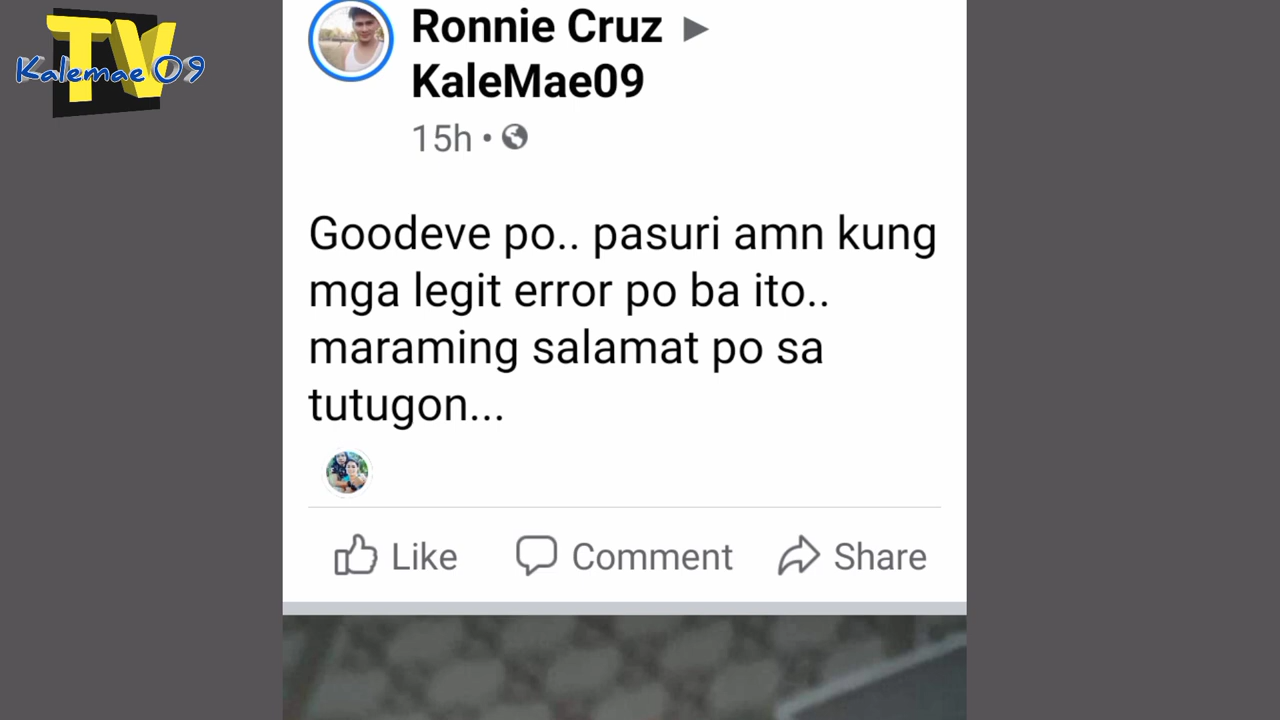 TV
Kalemae 09
Ronnie Cruz ▶
KaleMae09
15h •
Goodeve po.. pasuri amn kung
mga legit error po ba ito..
maraming salamat po sa
tutugon...
Like Comment Share